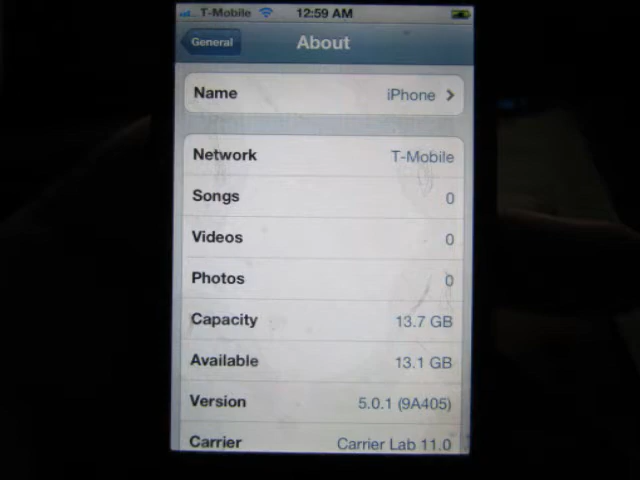 T-Mobile 12:59 AM
General About
Name iPhone
Network T-Mobile
Songs 0
Videos 0
Photos 0
Capacity 13.7 GB
Available 13.1 GB
Version 5.0.1 (9A405)
Carrier Carrier Lab 11.0